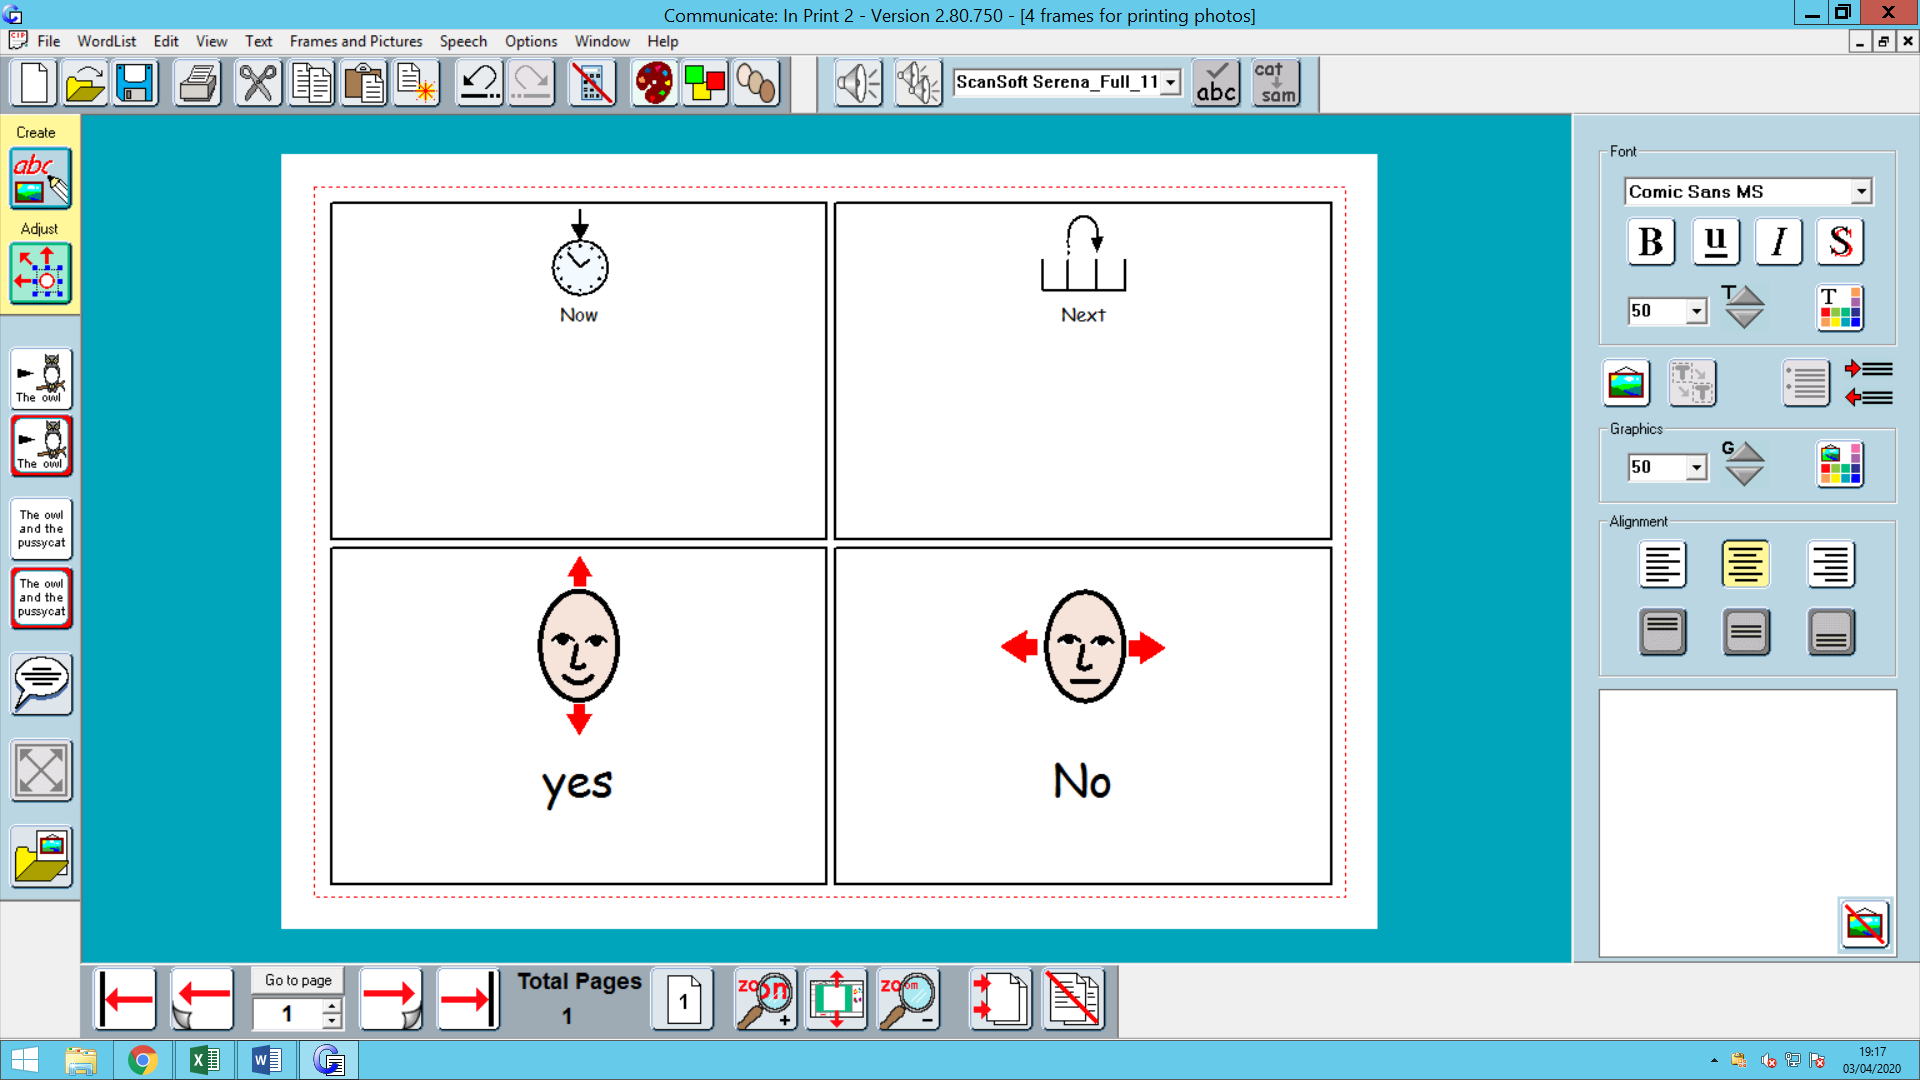 Communicate: In Print 2 - Version 2.80.750 - [4 frames for printing photos]
File WordList Edit View Text Frames and Pictures Speech Options Window Help
ScanSoft Serena_Full_11
abc
cat
sam
Create
abc
Adjust
The owl
The owl
The owl
and the
pussycat
The owl
and the
pussycat
Now
Next
yes
No
Font
Comic Sans MS
B u I S
50
T
T
T
T
Graphics
50
G
Alignment
Go to page
1
Total Pages
1
1
zoom
+
zoom
-
19:17
03/04/2020